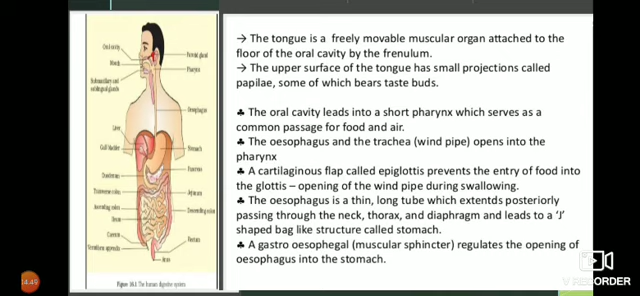 Oral cavity
Mouth
Parotid gland
Pharynx
Submaxillary and
sublingual glands
Oesophagus
Liver
Gall bladder
Stomach
Pancreas
Duodenum
Transverse colon
Jejunum
Ascending colon
Descending colon
Ileum
Caecum
Rectum
Vermiform appendix
Anus
Figure 16.1 The human digestive system
→ The tongue is a freely movable muscular organ attached to the
floor of the oral cavity by the frenulum.
→ The upper surface of the tongue has small projections called
papilae, some of which bears taste buds.
♣ The oral cavity leads into a short pharynx which serves as a
common passage for food and air.
♣ The oesophagus and the trachea (wind pipe) opens into the
pharynx
♣ A cartilaginous flap called epiglottis prevents the entry of food into
the glottis – opening of the wind pipe during swallowing.
♣ The oesophagus is a thin, long tube which extends posteriorly
passing through the neck, thorax, and diaphragm and leads to a ‘J’
shaped bag like structure called stomach.
♣ A gastro oesophegal (muscular sphincter) regulates the opening of
oesophagus into the stomach.
14:49
V RECORDER